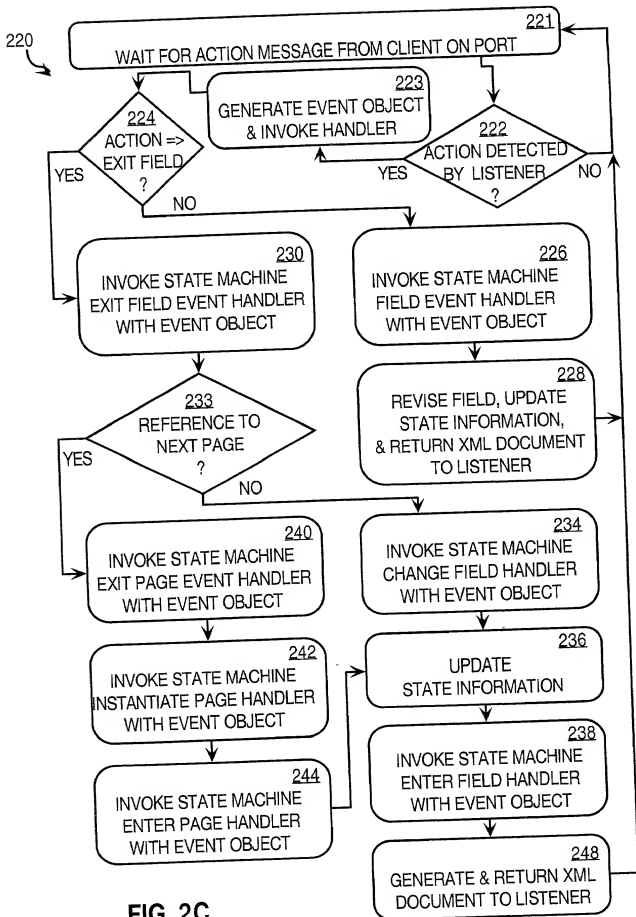 220
221
WAIT FOR ACTION MESSAGE FROM CLIENT ON PORT
223
GENERATE EVENT OBJECT
& INVOKE HANDLER
224
ACTION =>
EXIT FIELD
?
YES
NO
222
ACTION DETECTED
BY LISTENER
?
YES
NO
230
INVOKE STATE MACHINE
EXIT FIELD EVENT HANDLER
WITH EVENT OBJECT
226
INVOKE STATE MACHINE
FIELD EVENT HANDLER
WITH EVENT OBJECT
228
REVISE FIELD, UPDATE
STATE INFORMATION,
& RETURN XML DOCUMENT
TO LISTENER
233
REFERENCE TO
NEXT PAGE
?
YES
NO
240
INVOKE STATE MACHINE
EXIT PAGE EVENT HANDLER
WITH EVENT OBJECT
234
INVOKE STATE MACHINE
CHANGE FIELD HANDLER
WITH EVENT OBJECT
242
INVOKE STATE MACHINE
INSTANTIATE PAGE HANDLER
WITH EVENT OBJECT
236
UPDATE
STATE INFORMATION
244
INVOKE STATE MACHINE
ENTER PAGE HANDLER
WITH EVENT OBJECT
238
INVOKE STATE MACHINE
ENTER FIELD HANDLER
WITH EVENT OBJECT
248
GENERATE & RETURN XML
DOCUMENT TO LISTENER
FIG. 2C